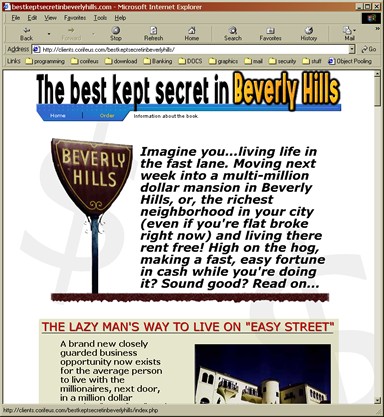 bestkeptsecretinbeverlyhills.com - Microsoft Internet Explorer
File Edit View Favorites Tools Help
Back Forward Stop Refresh Home Search Favorites History Mail
Address http://clients.confeus.com/bestkeptsecretinbeverlyhills/ Go
Links programming confeus download Banking DOCS graphics mail security stuff Object Pooling
The best kept secret in Beverly Hills
Home Order Information about the book
BEVERLY
HILLS
Imagine you...living life in
the fast lane. Moving next
week into a multi-million
dollar mansion in Beverly
Hills, or, the richest
neighborhood in your city
(even if you're flat broke
right now) and living there
rent free! High on the hog,
making a fast, easy fortune
in cash while you're doing
it? Sound good? Read on...
THE LAZY MAN'S WAY TO LIVE ON "EASY STREET"
A brand new closely
guarded business
opportunity now exists
for the average person
to live with the
millionaires, next door,
in a million dollar
http://clients.confeus.com/bestkeptsecretinbeverlyhills/index.php